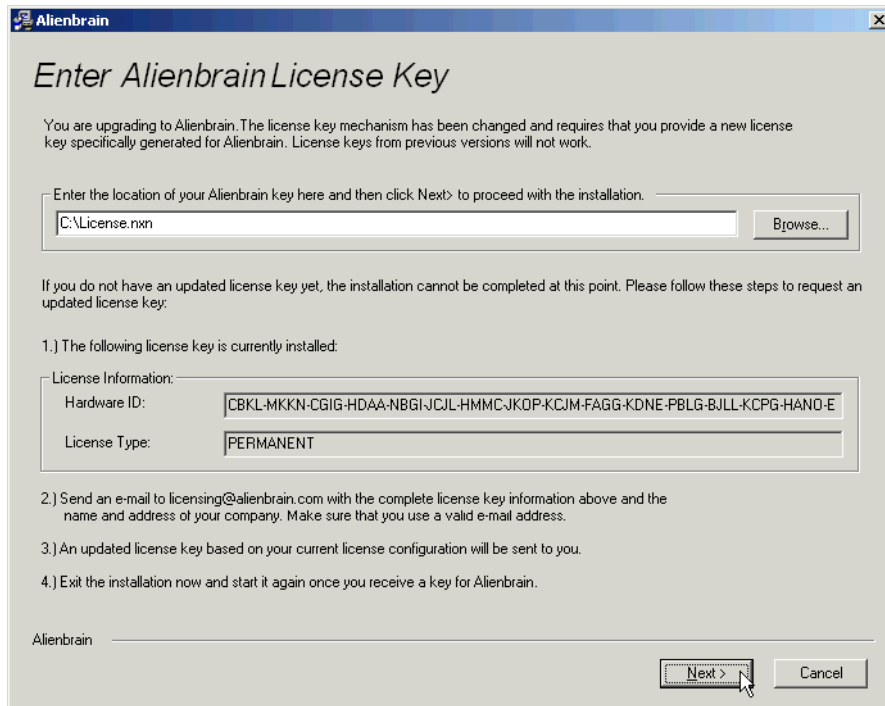 Alienbrain
Enter Alienbrain License Key
You are upgrading to Alienbrain. The license key mechanism has been changed and requires that you provide a new license
key specifically generated for Alienbrain. License keys from previous versions will not work.
Enter the location of your Alienbrain key here and then click Next> to proceed with the installation.
C:\License.nxn
Browse...
If you do not have an updated license key yet, the installation cannot be completed at this point. Please follow these steps to request an
updated license key:
1.) The following license key is currently installed:
License Information:
Hardware ID:
CBKL-MKKN-CGIG-HDAA-NBGI-JCJL-HMMC-JKOP-KCJM-FAGG-KDNE-PBLG-BJLL-KCPG-HANO-E
License Type:
PERMANENT
2.) Send an e-mail to licensing@alienbrain.com with the complete license key information above and the
name and address of your company. Make sure that you use a valid e-mail address.
3.) An updated license key based on your current license configuration will be sent to you.
4.) Exit the installation now and start it again once you receive a key for Alienbrain.
Alienbrain
Next >
Cancel